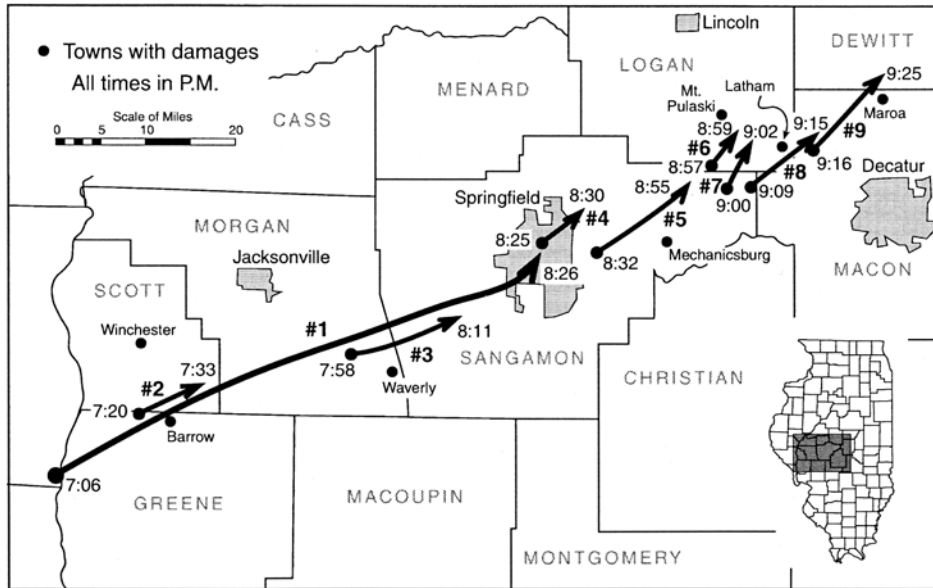 Towns with damages
All times in P.M.
Scale of Miles
0 5 10 20
Lincoln
DEWITT
LOGAN
MENARD
CASS
Latham
9:25
Mt.
Pulaski
Maroa
8:59
9:02
9:15
#9
#6
8:57
#7
#8
9:16
Decatur
9:00
9:09
Springfield
8:30
8:55
#4
#5
MORGAN
8:25
Mechanicsburg
Jacksonville
8:26
8:32
MACON
SCOTT
Winchester
#1
8:11
#3
SANGAMON
7:33
7:58
#2
Waverly
CHRISTIAN
7:20
Barrow
7:06
GREENE
MACOUPIN
MONTGOMERY